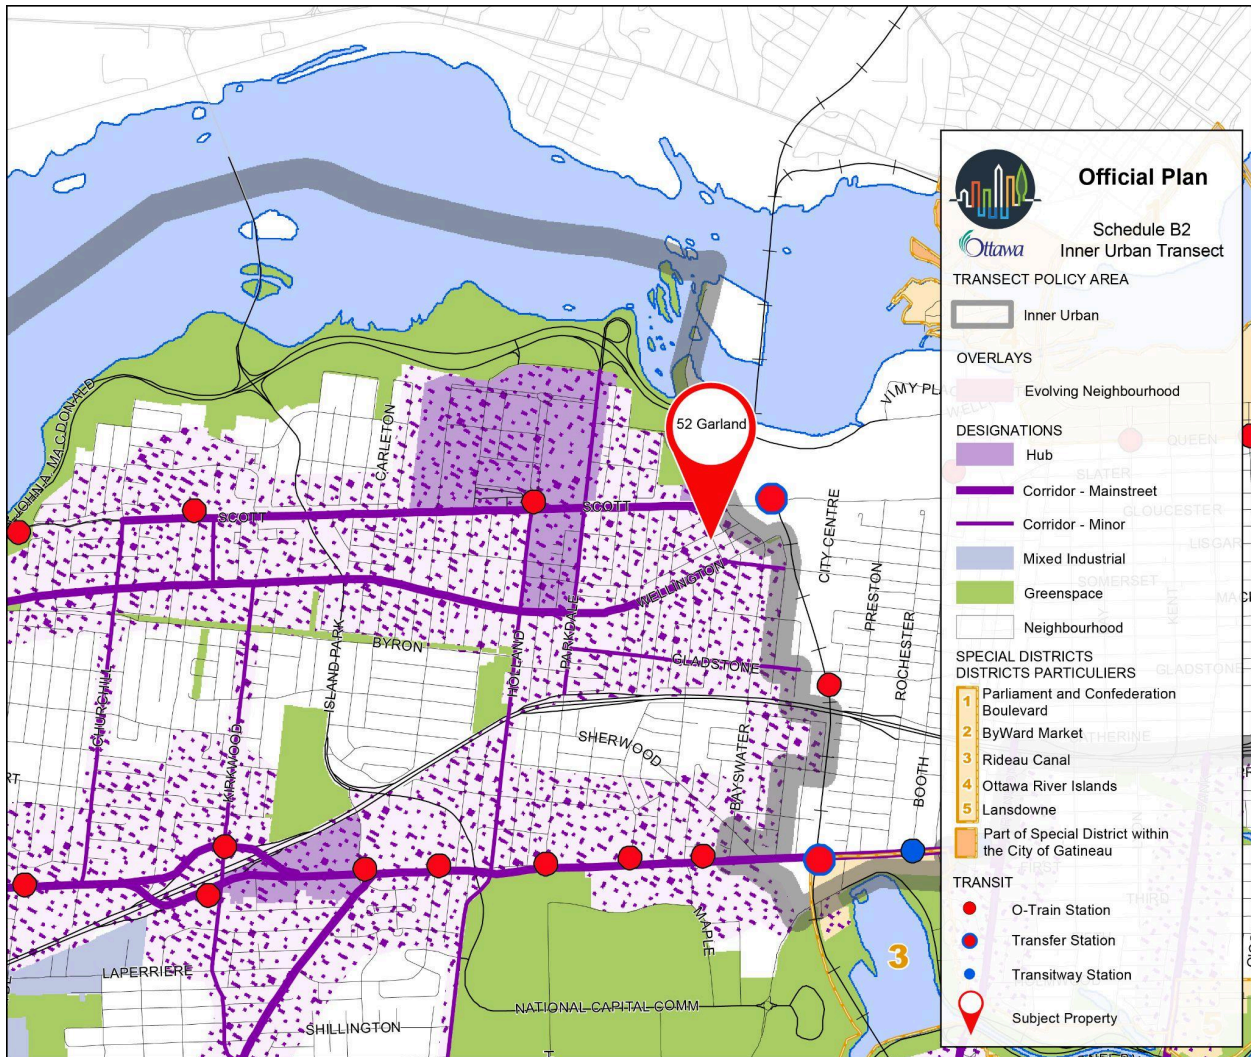 Official Plan
Ottawa
Schedule B2
Inner Urban Transect
TRANSECT POLICY AREA
Inner Urban
OVERLAYS
Evolving Neighbourhood
DESIGNATIONS
Hub
Corridor - Mainstreet
Corridor - Minor
Mixed Industrial
Greenspace
Neighbourhood
SPECIAL DISTRICTS
DISTRICTS PARTICULIERS
1 Parliament and Confederation
Boulevard
2 ByWard Market
3 Rideau Canal
4 Ottawa River Islands
5 Lansdowne
Part of Special District within
the City of Gatineau
TRANSIT
O-Train Station
Transfer Station
Transitway Station
Subject Property
52 Garland
JOHN A. MACDONALD
CARLETON
VIMY PLACE
WELLINGTON
QUEEN
SLATER
GLOUCESTER
LISGAR
SOMERSET
KENT
GLADSTONE
CATHERINE
FIRST
THIRD
SCOTT
SCOTT
WELLINGTON
CITY CENTRE
PRESTON
ROCHESTER
BYRON
ISLAND PARK
HOLLAND
PARKDALE
GLADSTONE
CHURCHILL
KIRKWOOD
SHERWOOD
BAYSWATER
BOOTH
MAPLE
3
LAPERRIERE
NATIONAL CAPITAL COMM
SHILLINGTON